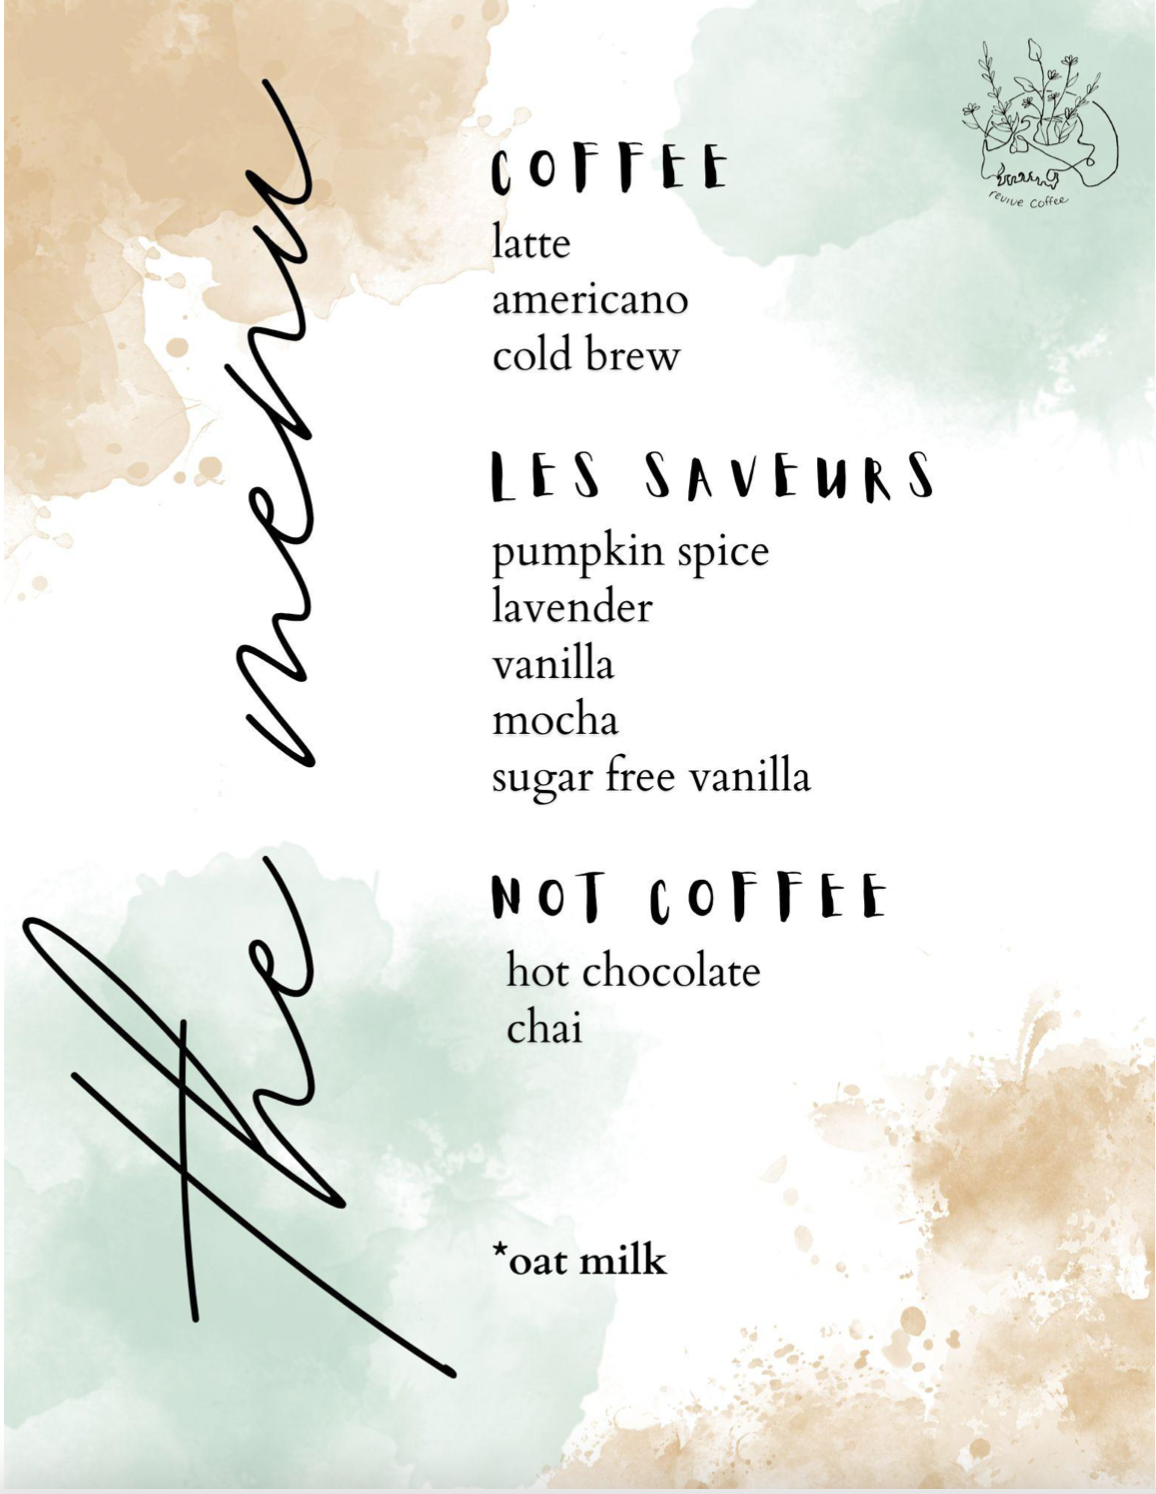 the menu
revive Coffee
COFFEE
latte
americano
cold brew
LES SAVEURS
pumpkin spice
lavender
vanilla
mocha
sugar free vanilla
NOT COFFEE
hot chocolate
chai
*oat milk